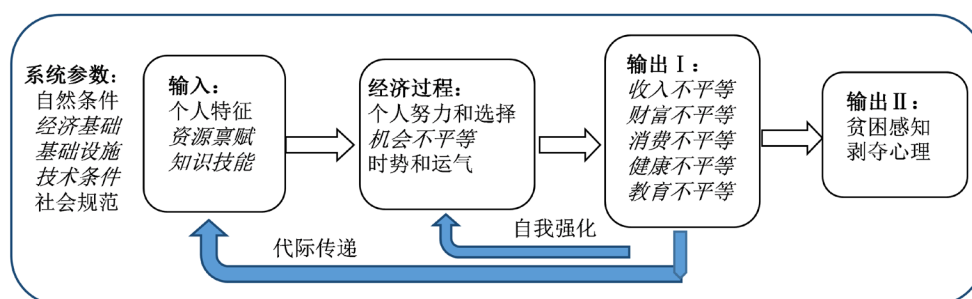 系统参数：
自然条件
经济基础
基础设施
技术条件
社会规范
输入：
个人特征
资源禀赋
知识技能
经济过程：
个人努力和选择
机会不平等
时势和运气
输出Ⅰ：
收入不平等
财富不平等
消费不平等
健康不平等
教育不平等
输出Ⅱ：
贫困感知
剥夺心理
自我强化
代际传递